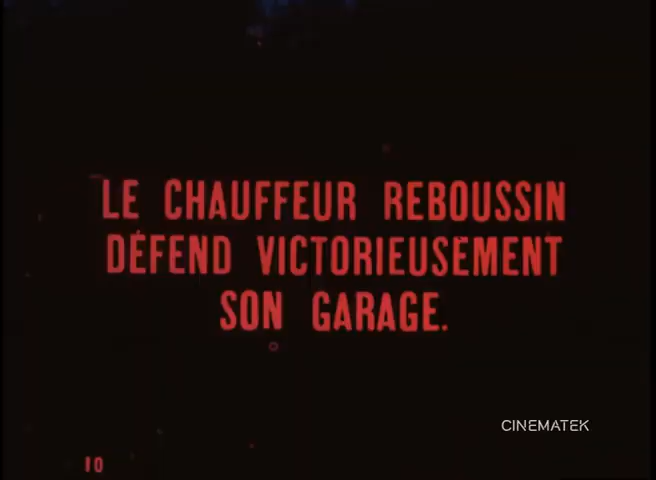 LE CHAUFFEUR REBOUSSIN
DÉFEND VICTORIEUSEMENT
SON GARAGE.
CINEMATEK
10